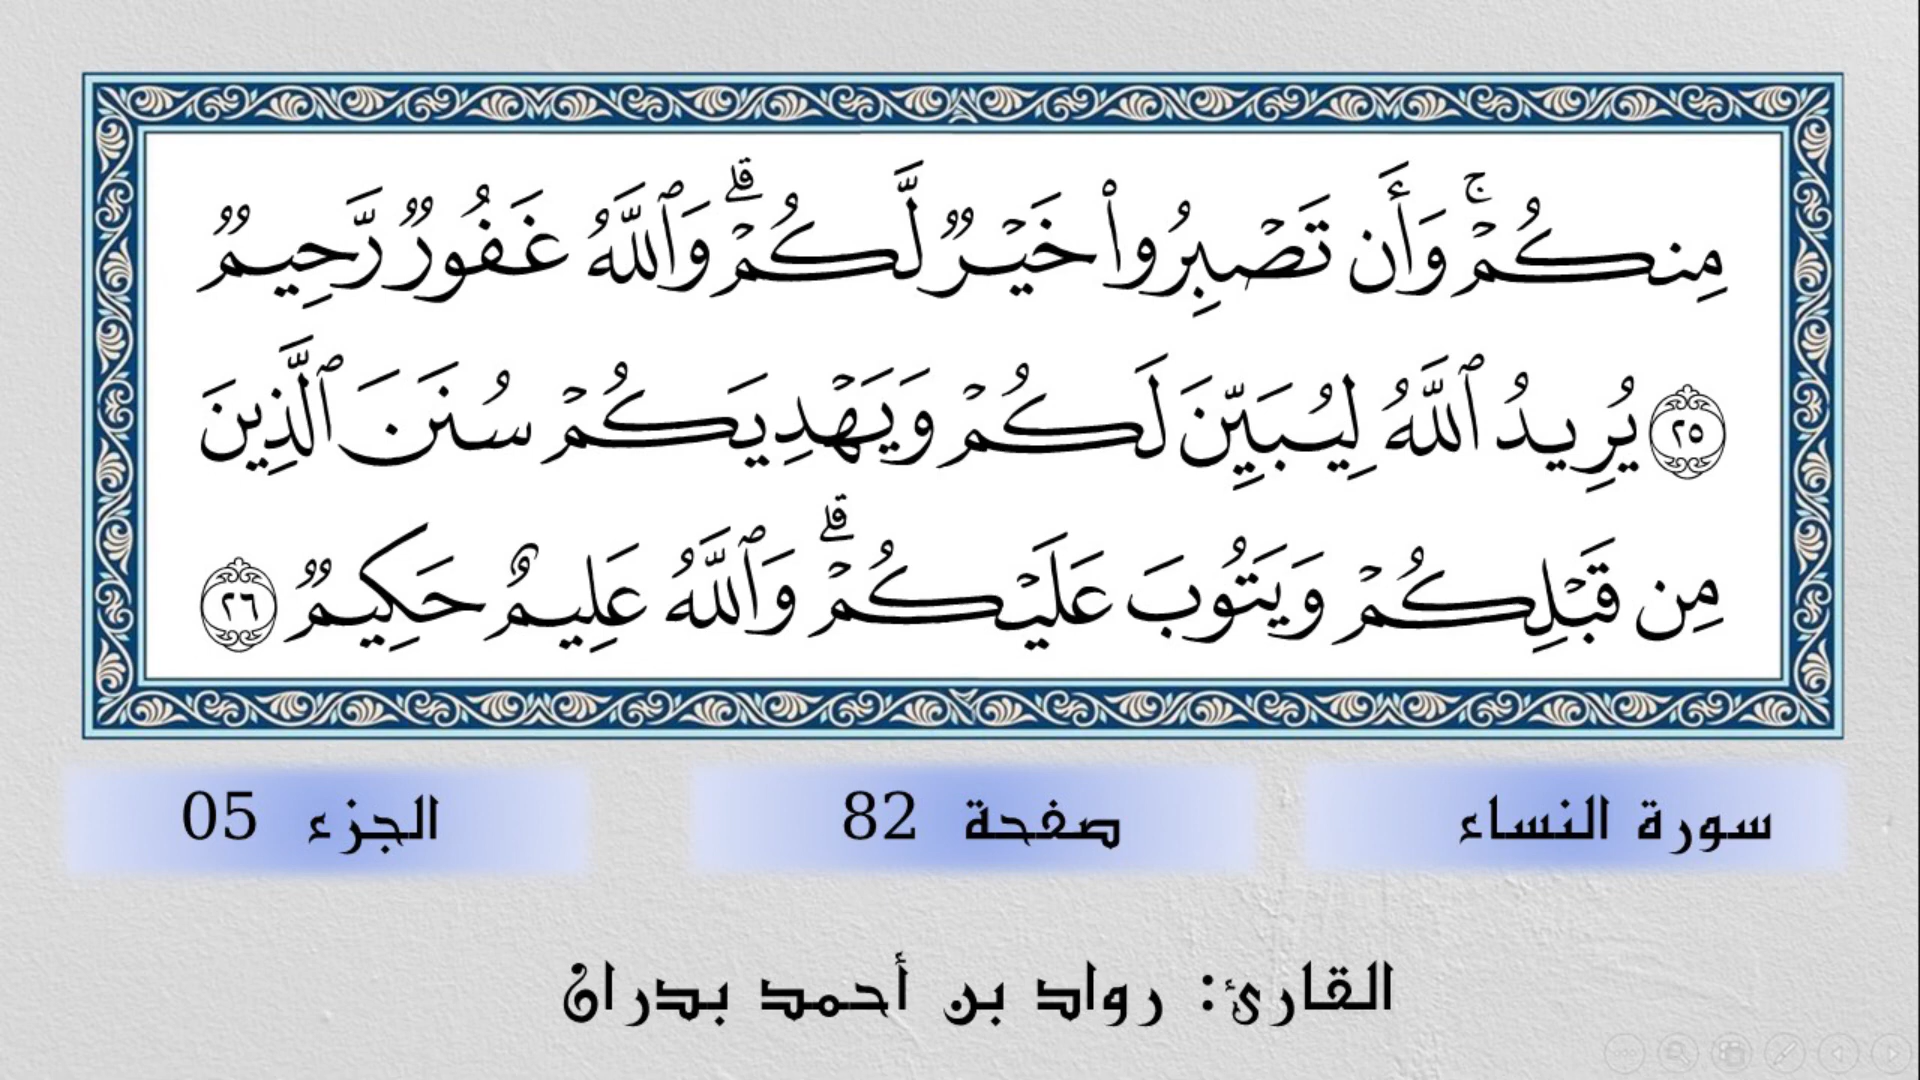 مِنكُمْۚ وَأَن تَصْبِرُوا۟ خَيْرٌ لَّكُمْۗ وَٱللَّهُ غَفُورٌ رَّحِيمٌ
٢٥ يُرِيدُ ٱللَّهُ لِيُبَيِّنَ لَكُمْ وَيَهْدِيَكُمْ سُنَنَ ٱلَّذِينَ
مِن قَبْلِكُمْ وَيَتُوبَ عَلَيْكُمْۗ وَٱللَّهُ عَلِيمٌ حَكِيمٌ ٢٦
سورة النساء صفحة 82 الجزء 05
القارئ: رواد بن أحمد بدران